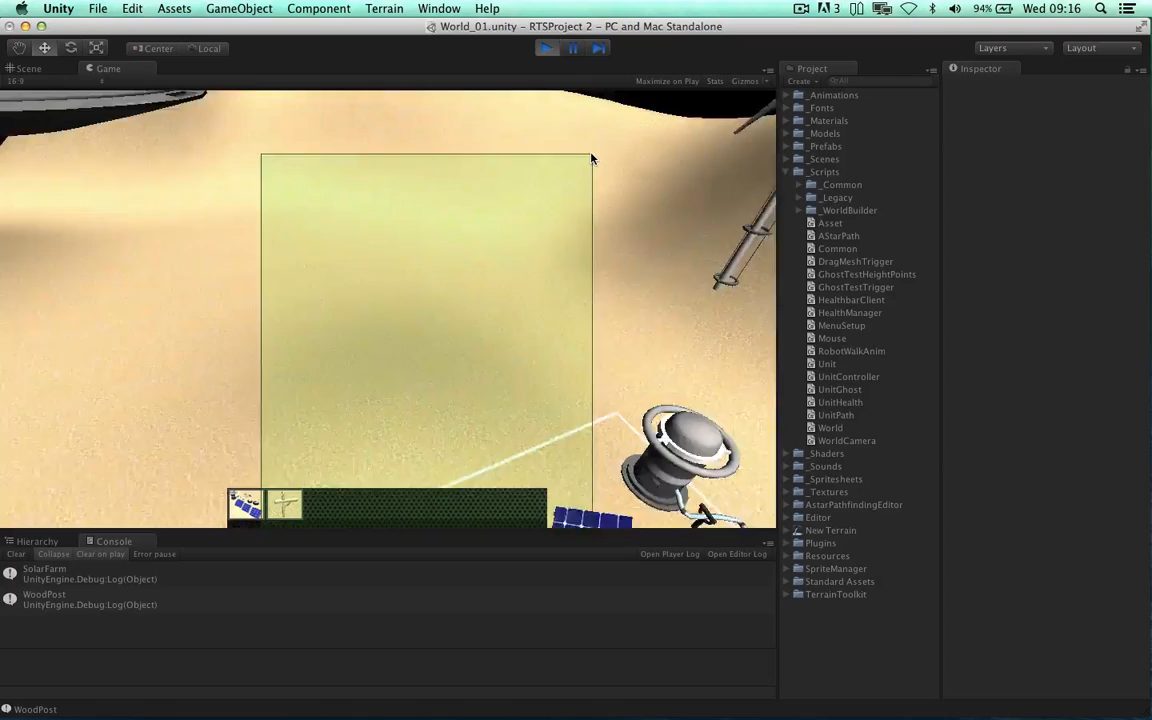 Unity File Edit Assets GameObject Component Terrain Window Help 3 94% Wed 09:16
World_01.unity - RTSProject 2 - PC and Mac Standalone
Center Local Layers Layout
Scene Game Project Inspector
16:9 Maximize on Play Stats Gizmos Create All
_Animations
_Fonts
_Materials
_Models
_Prefabs
_Scenes
_Scripts
_Common
_Legacy
_WorldBuilder
Asset
AStarPath
Common
DragMeshTrigger
GhostTestHeightPoints
GhostTestTrigger
HealthbarClient
HealthManager
MenuSetup
Mouse
RobotWalkAnim
Unit
UnitController
UnitGhost
UnitHealth
UnitPath
World
WorldCamera
_Shaders
_Sounds
_Spritesheets
_Textures
AstarPathfindingEditor
Editor
New Terrain
Plugins
Resources
SpriteManager
Standard Assets
TerrainToolkit
Hierarchy Console
Clear Collapse Clear on play Error pause Open Player Log Open Editor Log
SolarFarm
UnityEngine.Debug:Log(Object)
WoodPost
UnityEngine.Debug:Log(Object)
WoodPost